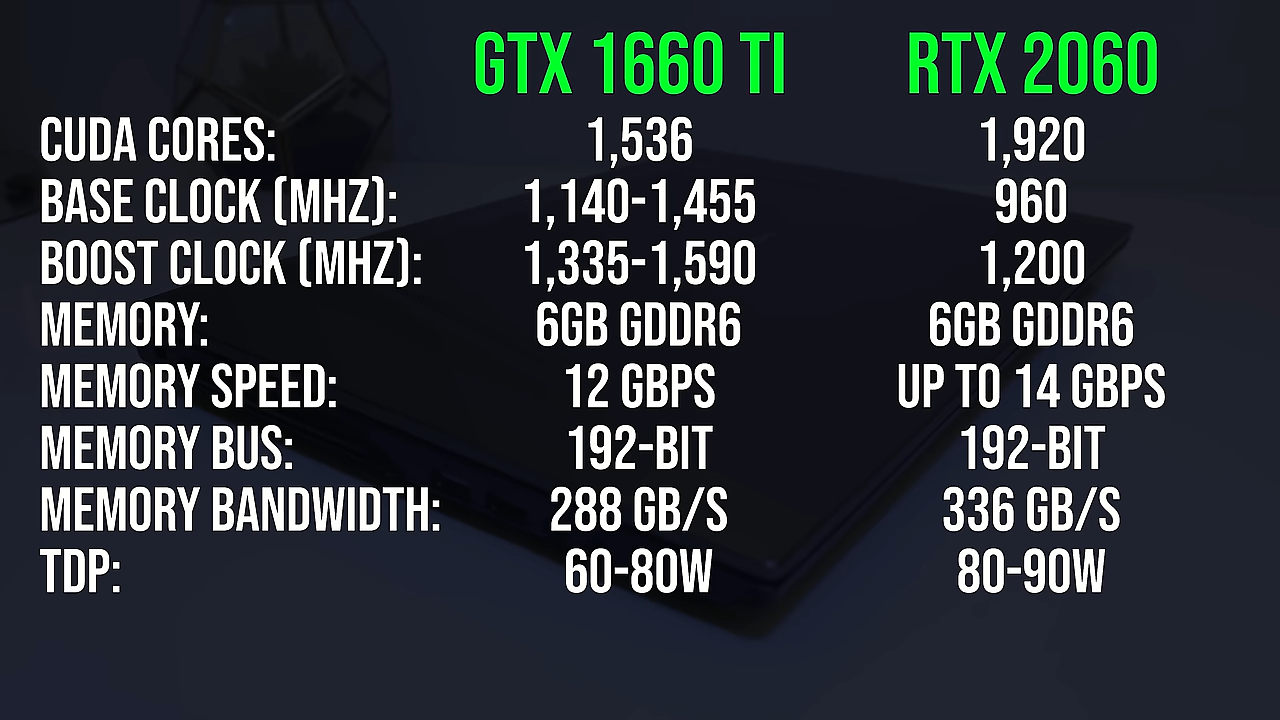 GTX 1660 TI RTX 2060
CUDA CORES: 1,536 1,920
BASE CLOCK (MHZ): 1,140-1,455 960
BOOST CLOCK (MHZ): 1,335-1,590 1,200
MEMORY: 6GB GDDR6 6GB GDDR6
MEMORY SPEED: 12 GBPS UP TO 14 GBPS
MEMORY BUS: 192-BIT 192-BIT
MEMORY BANDWIDTH: 288 GB/S 336 GB/S
TDP: 60-80W 80-90W